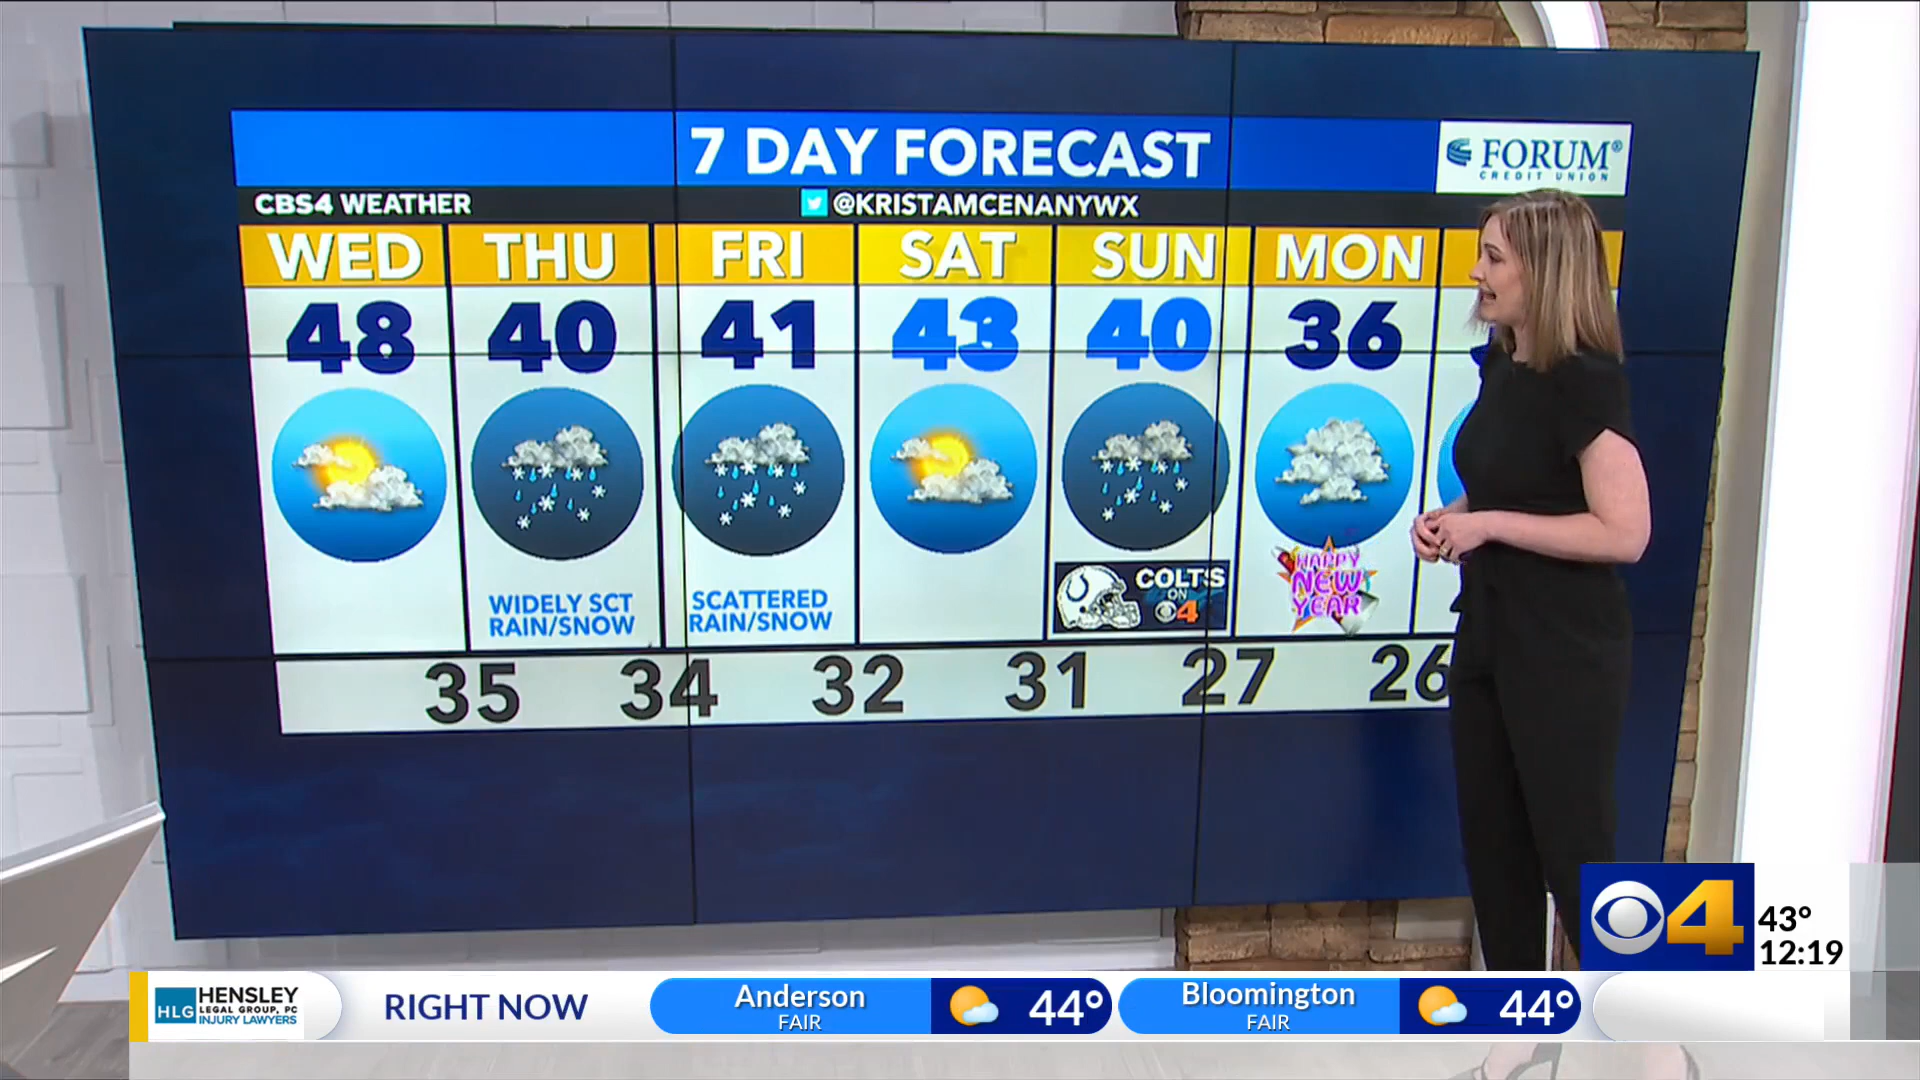 7 DAY FORECAST
FORUM®
CREDIT UNION
CBS4 WEATHER
@KRISTAMCENANYWX
WED THU FRI SAT SUN MON
48 40 41 43 40 36
COLTS
ON
4
HAPPY
NEW
YEAR
WIDELY SCT
RAIN/SNOW
SCATTERED
RAIN/SNOW
35 34 32 31 27 26
4
43°
12:19
HLG
HENSLEY
LEGAL GROUP, PC
INJURY LAWYERS
RIGHT NOW
Anderson
FAIR
44°
Bloomington
FAIR
44°